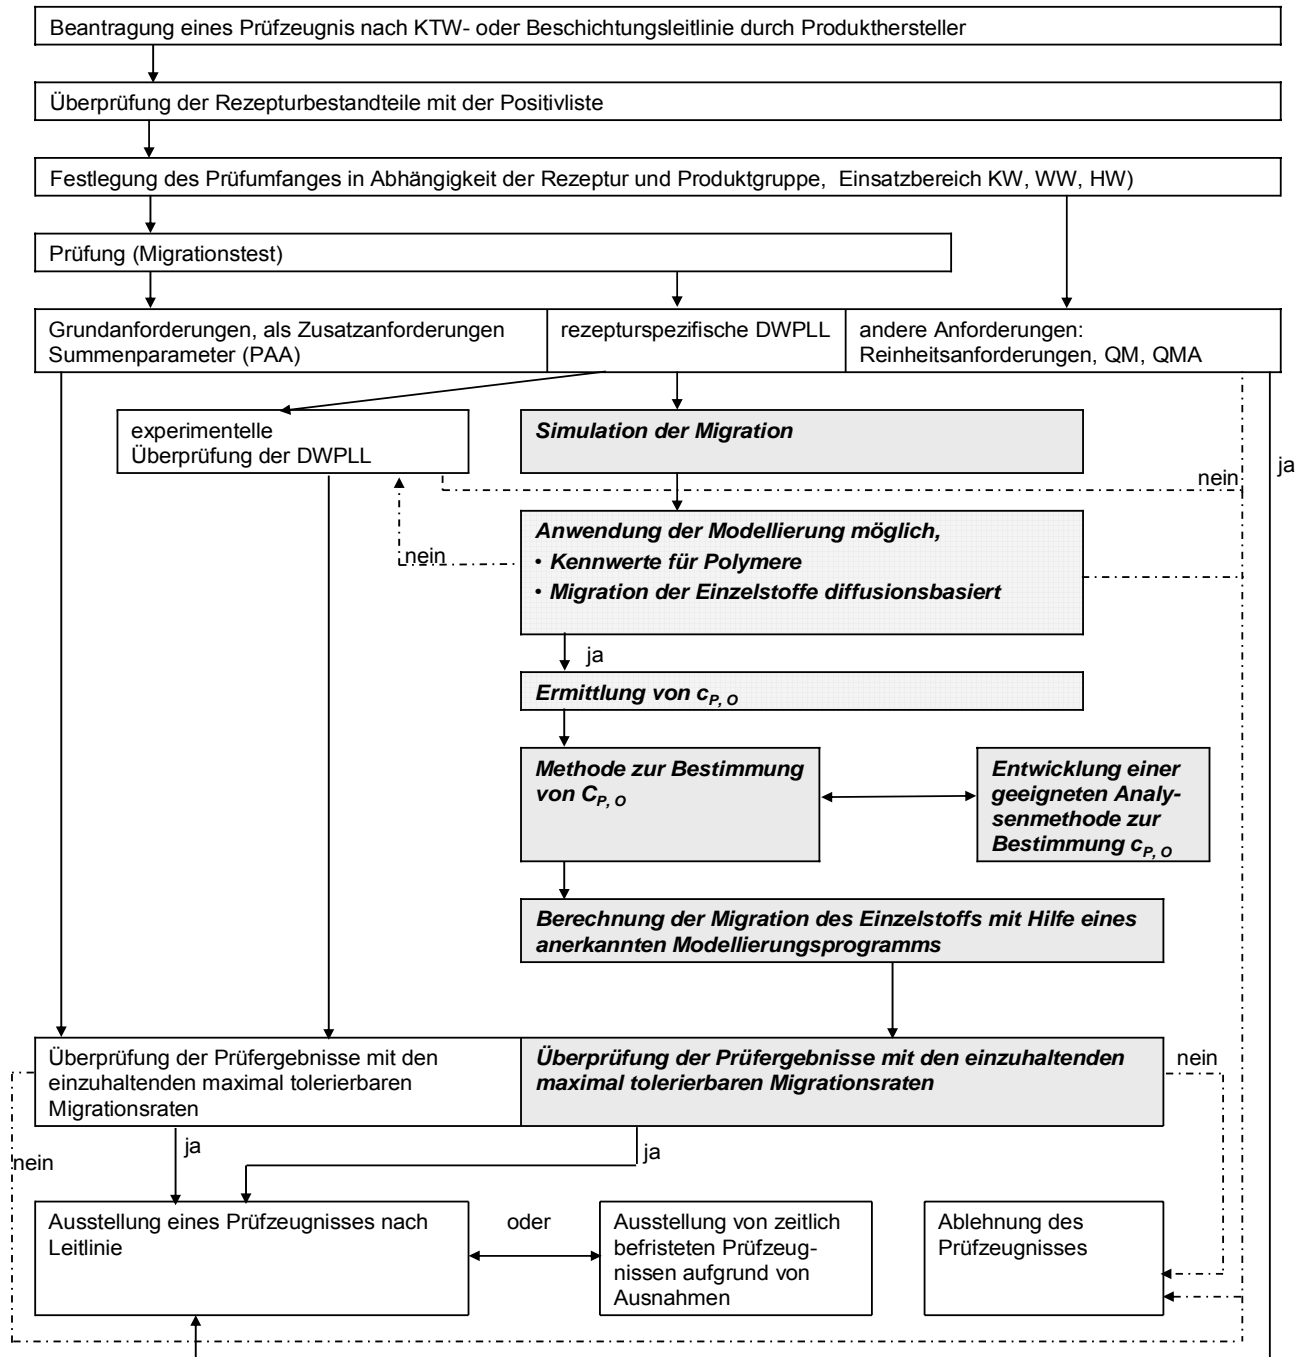 Beantragung eines Prüfzeugnis nach KTW- oder Beschichtungsleitlinie durch Produkthersteller
Überprüfung der Rezepturbestandteile mit der Positivliste
Festlegung des Prüfumfanges in Abhängigkeit der Rezeptur und Produktgruppe, Einsatzbereich KW, WW, HW)
Prüfung (Migrationstest)
Grundanforderungen, als Zusatzanforderungen
Summenparameter (PAA)
rezepturspezifische DWPLL
andere Anforderungen:
Reinheitsanforderungen, QM, QMA
experimentelle
Überprüfung der DWPLL
Simulation der Migration
ja
nein
Anwendung der Modellierung möglich,
• Kennwerte für Polymere
• Migration der Einzelstoffe diffusionsbasiert
nein
ja
Ermittlung von cP, O
Methode zur Bestimmung
von CP, O
Entwicklung einer
geeigneten Analy-
senmethode zur
Bestimmung cP, O
Berechnung der Migration des Einzelstoffs mit Hilfe eines
anerkannten Modellierungsprogramms
Überprüfung der Prüfergebnisse mit den
einzuhaltenden maximal tolerierbaren
Migrationsraten
Überprüfung der Prüfergebnisse mit den einzuhaltenden
maximal tolerierbaren Migrationsraten
nein
ja
ja
nein
Ausstellung eines Prüfzeugnisses nach
Leitlinie
oder
Ausstellung von zeitlich
befristeten Prüfzeug-
nissen aufgrund von
Ausnahmen
Ablehnung des
Prüfzeugnisses